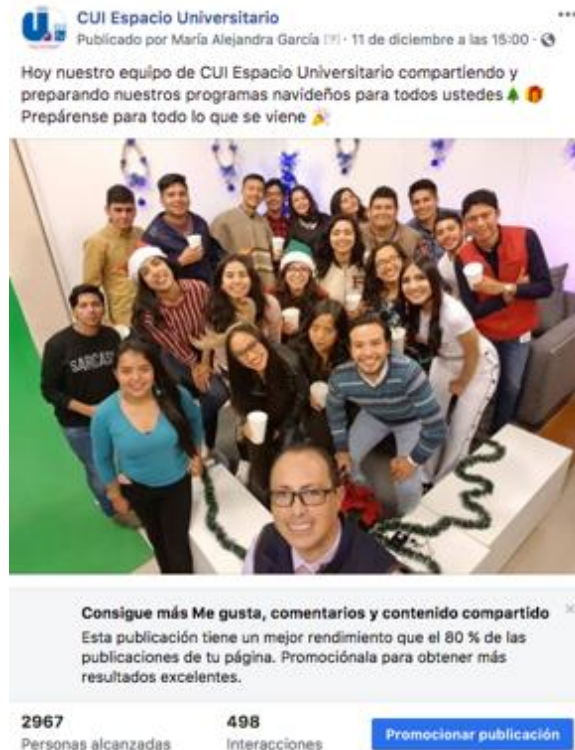 CUI Espacio Universitario
Publicado por María Alejandra García [?] · 11 de diciembre a las 15:00 ·
Hoy nuestro equipo de CUI Espacio Universitario compartiendo y
preparando nuestros programas navideños para todos ustedes🎄 🎁
Prepárense para todo lo que se viene 🎉
SARCAS
Consigue más Me gusta, comentarios y contenido compartido
Esta publicación tiene un mejor rendimiento que el 80 % de las
publicaciones de tu página. Promociónala para obtener más
resultados excelentes.
2967 498
Personas alcanzadas Interacciones Promocionar publicación